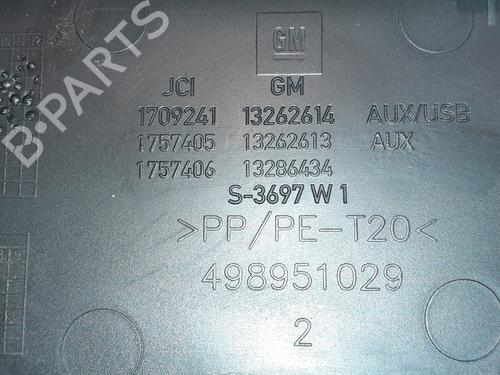 GM
JCI GM
1709241 13262614 AUX/USB
1757405 13262613 AUX
1757406 13286434
S-3697 W 1
>PP/PE-T20<
498951029
2
B-PARTS